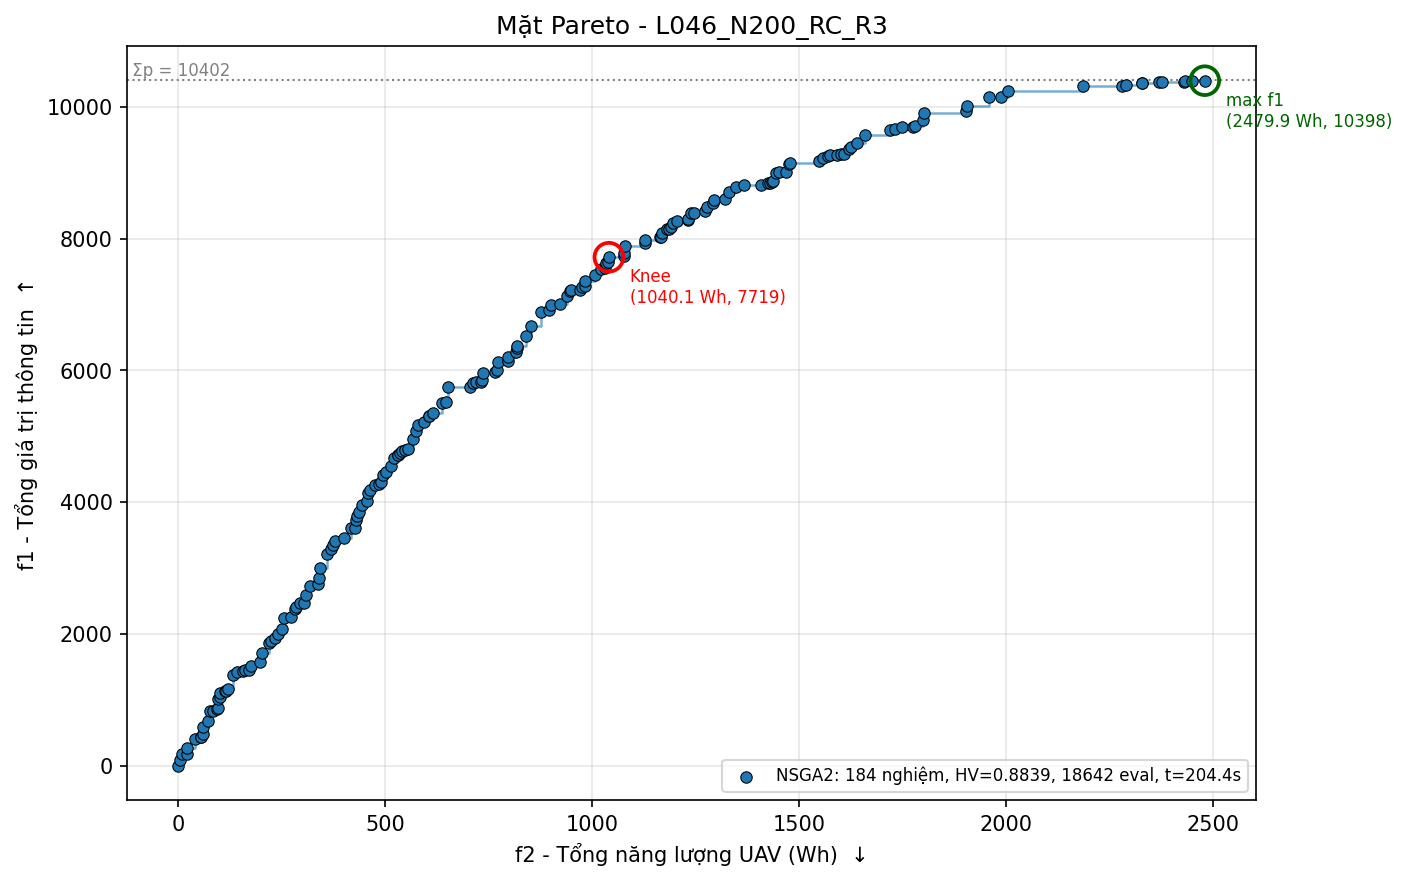 Mặt Pareto - L046_N200_RC_R3
Σp = 10402
max f1
(2479.9 Wh, 10398)
Knee
(1040.1 Wh, 7719)
10000
8000
6000
4000
2000
0
f1 - Tổng giá trị thông tin ↑
NSGA2: 184 nghiệm, HV=0.8839, 18642 eval, t=204.4s
0 500 1000 1500 2000 2500
f2 - Tổng năng lượng UAV (Wh) ↓